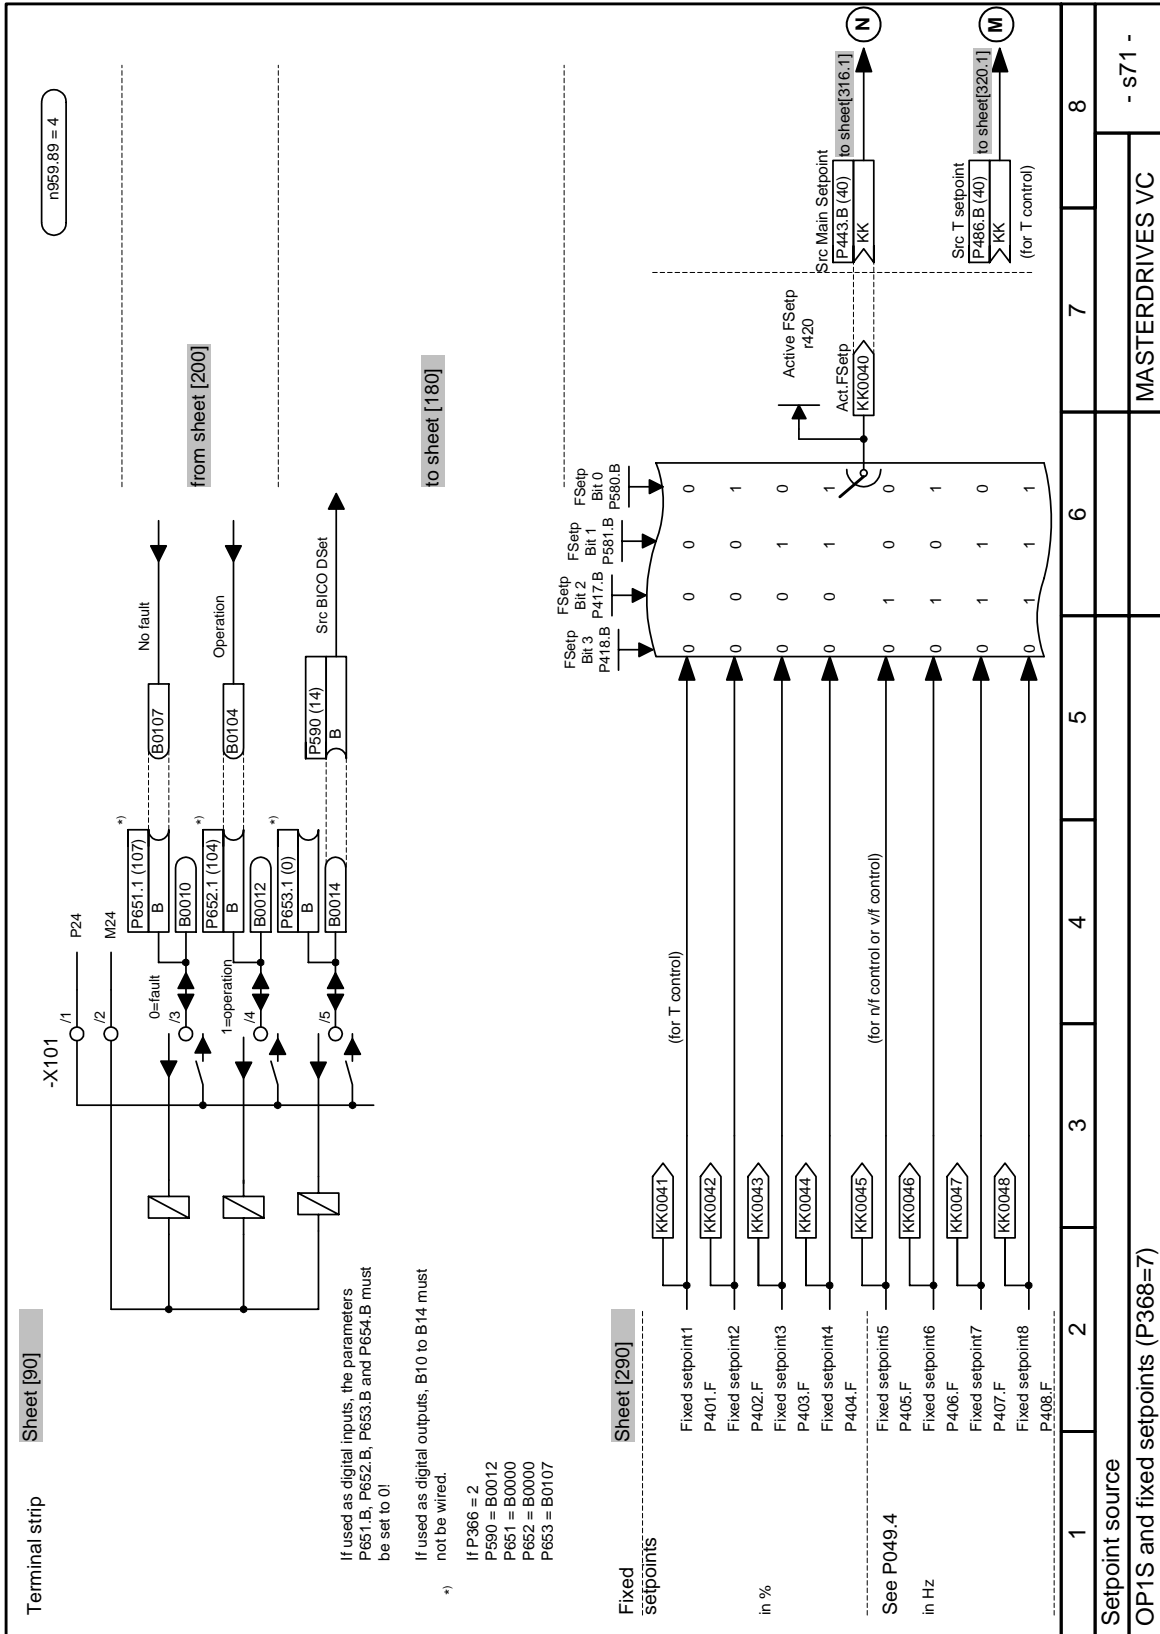 n959.89 = 4
Terminal strip
Sheet [90]
-X101
/1
P24
/2
M24
0=fault
/3
P651.1 (107)
*)
B
B0010
B0107
No fault
from sheet [200]
1=operation
/4
P652.1 (104)
*)
B
B0012
B0104
Operation
/5
P653.1 (0)
*)
B
B0014
P590 (14)
B
Src BICO DSet
to sheet [180]
If used as digital inputs, the parameters
P651.B, P652.B, P653.B and P654.B must
be set to 0!
If used as digital outputs, B10 to B14 must
not be wired.
*)
If P366 = 2
P590 = B0012
P651 = B0000
P652 = B0000
P653 = B0107
Fixed
setpoints
Sheet [290]
in %
See P049.4
in Hz
Fixed setpoint1
P401.F
Fixed setpoint2
P402.F
Fixed setpoint3
P403.F
Fixed setpoint4
P404.F
Fixed setpoint5
P405.F
Fixed setpoint6
P406.F
Fixed setpoint7
P407.F
Fixed setpoint8
P408.F
KK0041
KK0042
KK0043
KK0044
KK0045
KK0046
KK0047
KK0048
(for T control)
(for n/f control or v/f control)
FSetp
Bit 3
P418.B
FSetp
Bit 2
P417.B
FSetp
Bit 1
P581.B
FSetp
Bit 0
P580.B
0 0 0 0
0 0 0 1
0 0 1 0
0 0 1 1
0 1 0 0
0 1 0 1
0 1 1 0
0 1 1 1
Active FSetp
r420
Act.FSetp
KK0040
Src Main Setpoint
P443.B (40)
KK
to sheet[316.1]
N
Src T setpoint
P486.B (40)
KK
(for T control)
to sheet[320.1]
M
1 2 3 4 5 6 7 8
Setpoint source
OP1S and fixed setpoints (P368=7)
MASTERDRIVES VC
- s71 -